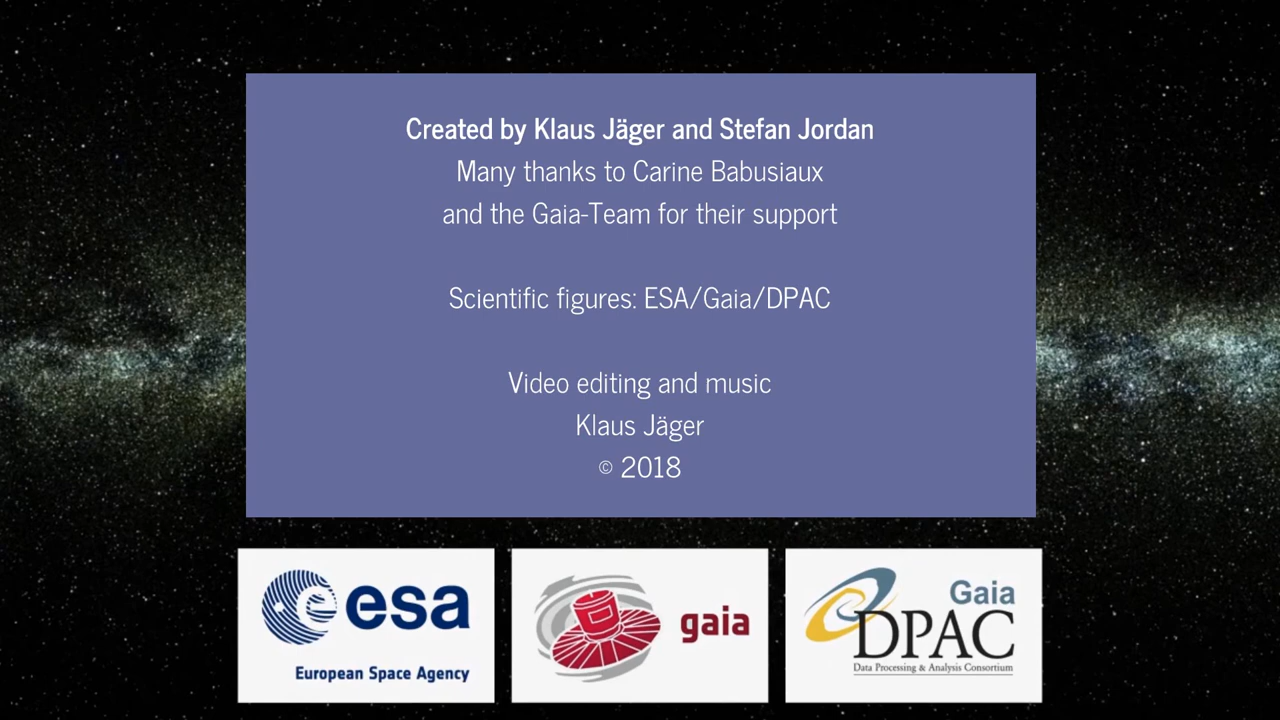 Created by Klaus Jäger and Stefan Jordan
Many thanks to Carine Babusiaux
and the Gaia-Team for their support
Scientific figures: ESA/Gaia/DPAC
Video editing and music
Klaus Jäger
© 2018
esa
European Space Agency
gaia
Gaia
DPAC
Data Processing & Analysis Consortium